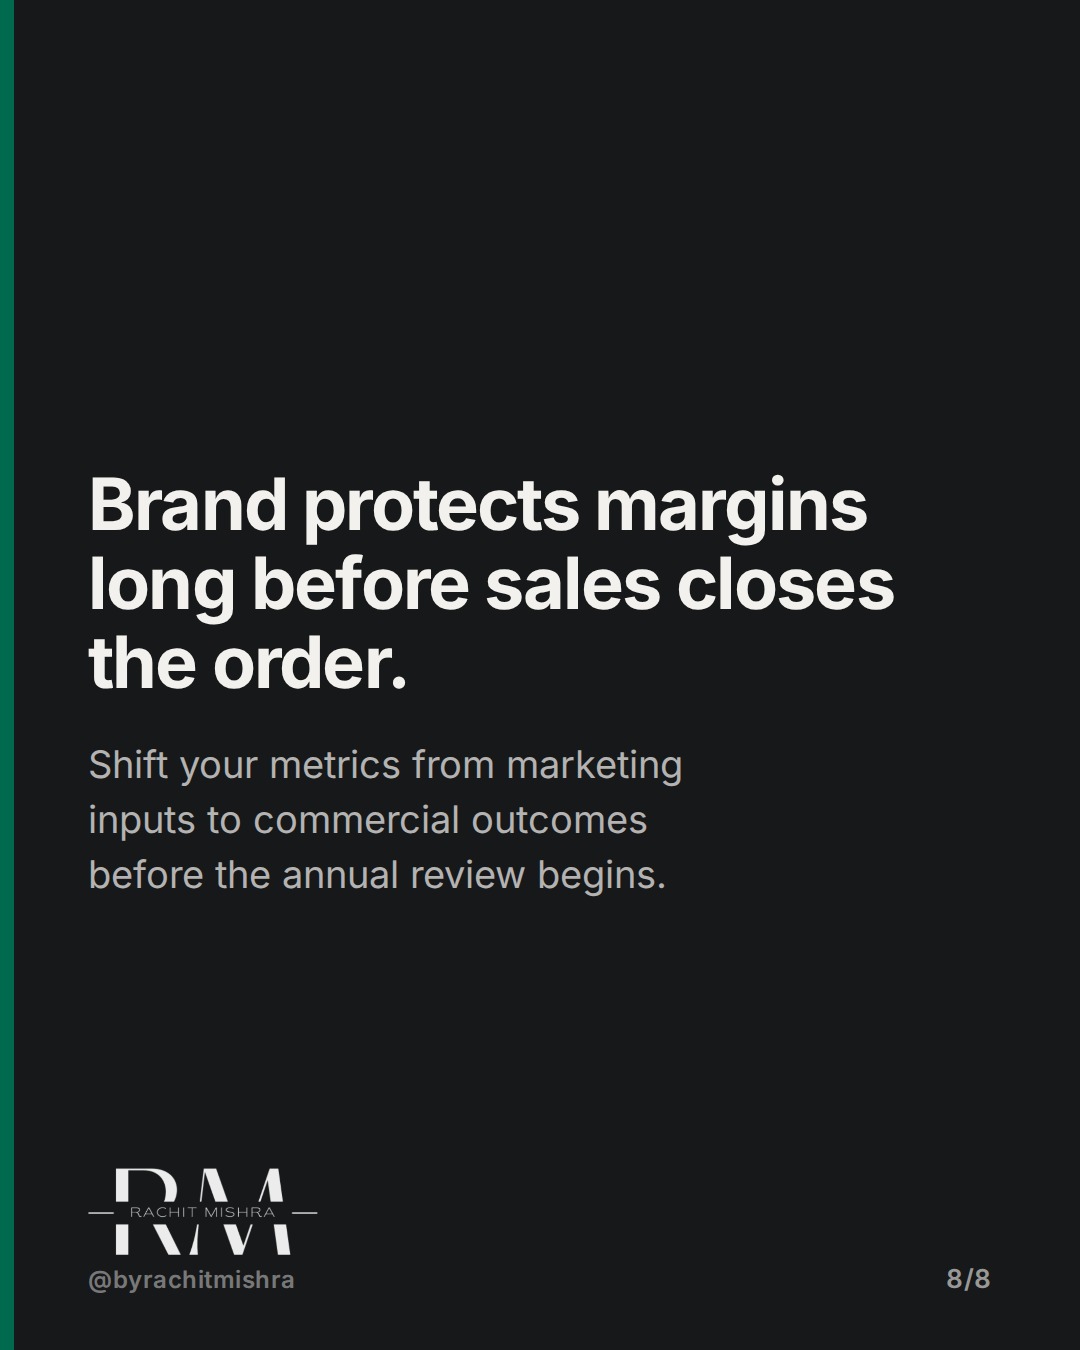 Brand protects margins
long before sales closes
the order.
Shift your metrics from marketing
inputs to commercial outcomes
before the annual review begins.
RM
RACHIT MISHRA
@byrachitmishra
8/8